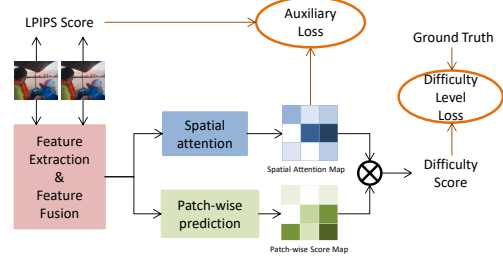 LPIPS Score
Auxiliary
Loss
Ground Truth
Difficulty
Level
Loss
Feature
Extraction
&
Feature
Fusion
Spatial
attention
Spatial Attention Map
Difficulty
Score
Patch-wise
prediction
Patch-wise Score Map